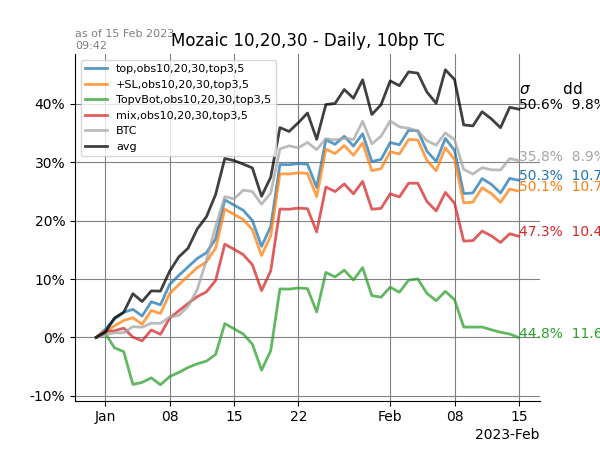 as of 15 Feb 2023
09:42
Mozaic 10,20,30 - Daily, 10bp TC
top,obs10,20,30,top3,5
+SL,obs10,20,30,top3,5
TopvBot,obs10,20,30,top3,5
mix,obs10,20,30,top3,5
BTC
avg
σ dd
50.6% 9.8%
35.8% 8.9%
50.3% 10.7
50.1% 10.7
47.3% 10.4
44.8% 11.6
40%
30%
20%
10%
0%
-10%
Jan 08 15 22 Feb 08 15
2023-Feb